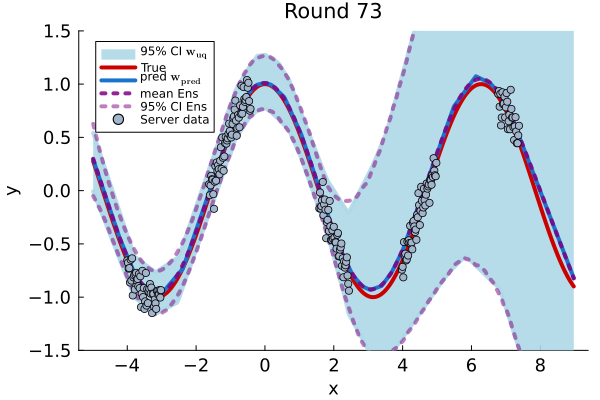 Round 73
1.5
1.0
0.5
0.0
−0.5
−1.0
−1.5
y
95% CI w_uq
True
pred w_pred
mean Ens
95% CI Ens
Server data
−4 −2 0 2 4 6 8
x